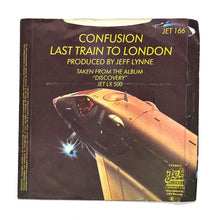 JET 166
CONFUSION
LAST TRAIN TO LONDON
PRODUCED BY JEFF LYNNE
TAKEN FROM THE ALBUM
"DISCOVERY"
JET LX 500
STEREO